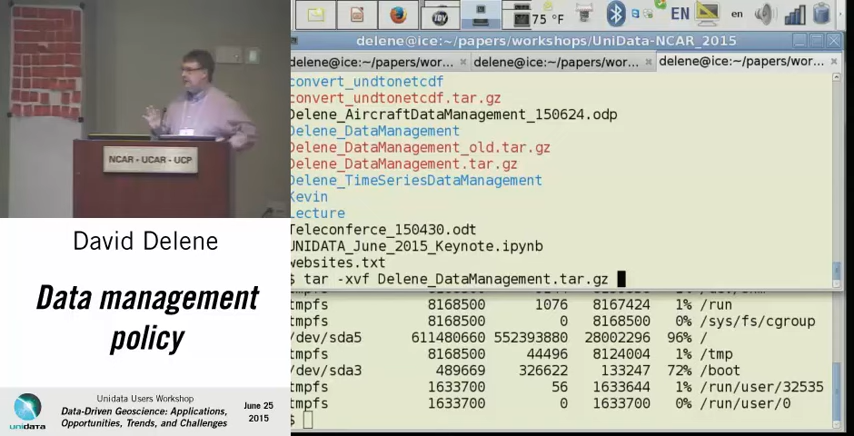 NCAR - UCAR - UCP
David Delene
Data management
policy
Unidata Users Workshop
Data-Driven Geoscience: Applications,
Opportunities, Trends, and Challenges
June 25
2015
unidata
IDV
75 °F
EN
en
delene@ice:~/papers/workshops/UniData-NCAR_2015
delene@ice:~/papers/wor...
delene@ice:~/papers/wor...
delene@ice:~/papers/wor...
convert_undtonetcdf
convert_undtonetcdf.tar.gz
Delene_AircraftDataManagement_150624.odp
Delene_DataManagement
Delene_DataManagement_old.tar.gz
Delene_DataManagement.tar.gz
Delene_TimeSeriesDataManagement
Kevin
Lecture
Teleconferce_150430.odt
UNIDATA_June_2015_Keynote.ipynb
websites.txt
$ tar -xvf Delene_DataManagement.tar.gz
tmpfs 8168500 1076 8167424 1% /run
tmpfs 8168500 0 8168500 0% /sys/fs/cgroup
/dev/sda5 611480660 552393880 28002296 96% /
tmpfs 8168500 44496 8124004 1% /tmp
/dev/sda3 489669 326622 133247 72% /boot
tmpfs 1633700 56 1633644 1% /run/user/32535
tmpfs 1633700 0 1633700 0% /run/user/0
$